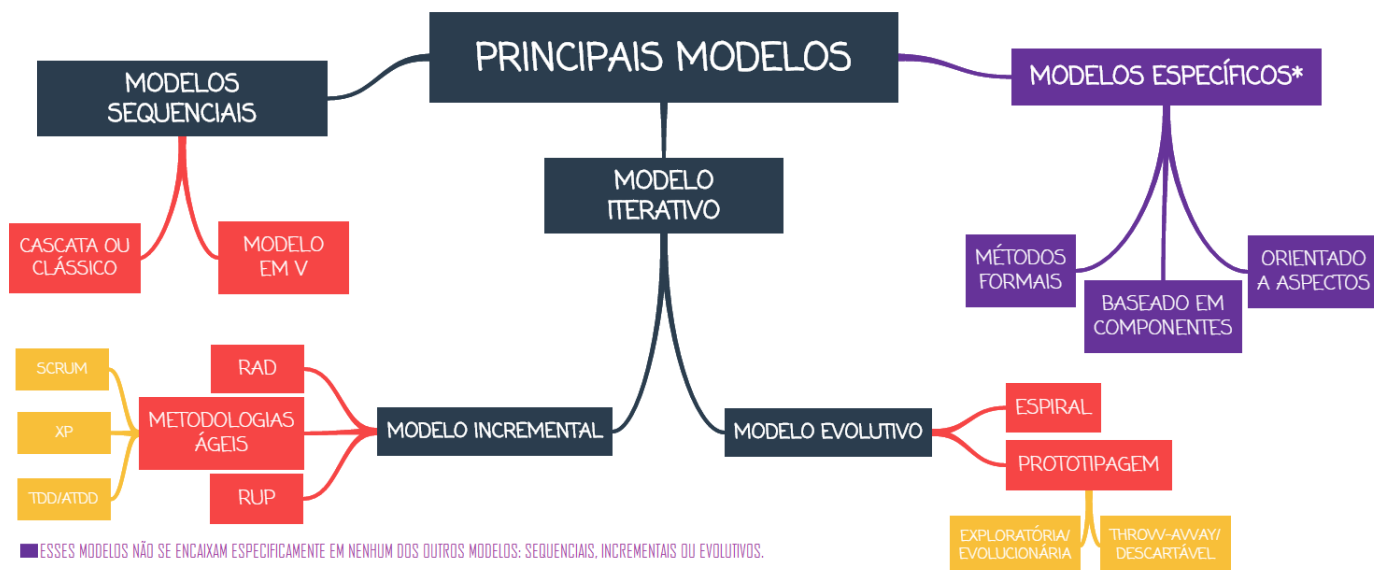 PRINCIPAIS MODELOS
MODELOS
SEQUENCIAIS
MODELOS ESPECÍFICOS*
MODELO
ITERATIVO
CASCATA OU
CLÁSSICO
MODELO
EM V
MÉTODOS
FORMAIS
BASEADO EM
COMPONENTES
ORIENTADO
A ASPECTOS
SCRUM
XP
TDD/ATDD
RAD
METODOLOGIAS
ÁGEIS
RUP
MODELO INCREMENTAL
MODELO EVOLUTIVO
ESPIRAL
PROTOTIPAGEM
EXPLORATÓRIA/
EVOLUCIONÁRIA
THROW-AWAY/
DESCARTÁVEL
ESSES MODELOS NÃO SE ENCAIXAM ESPECIFICAMENTE EM NENHUM DOS OUTROS MODELOS: SEQUENCIAIS, INCREMENTAIS OU EVOLUTIVOS.